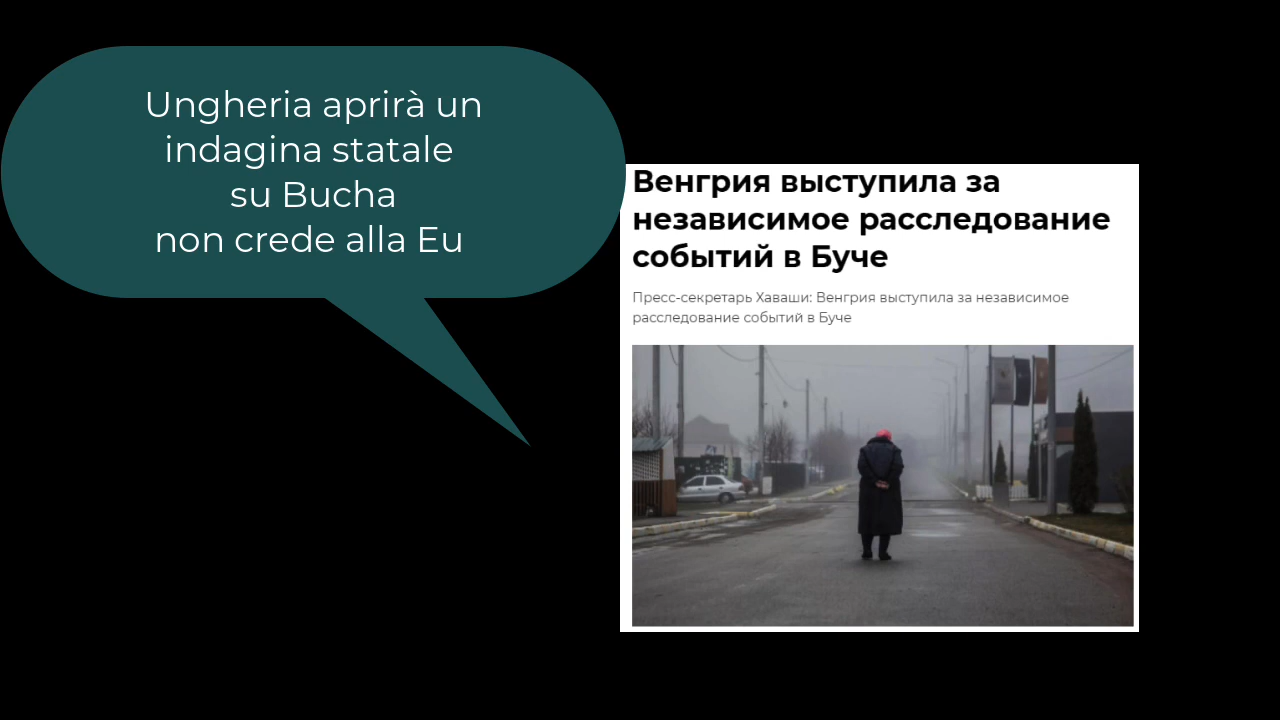 Ungheria aprirà un
indagina statale
su Bucha
non crede alla Eu
Венгрия выступила за
независимое расследование
событий в Буче
Пресс-секретарь Хаваши: Венгрия выступила за независимое
расследование событий в Буче